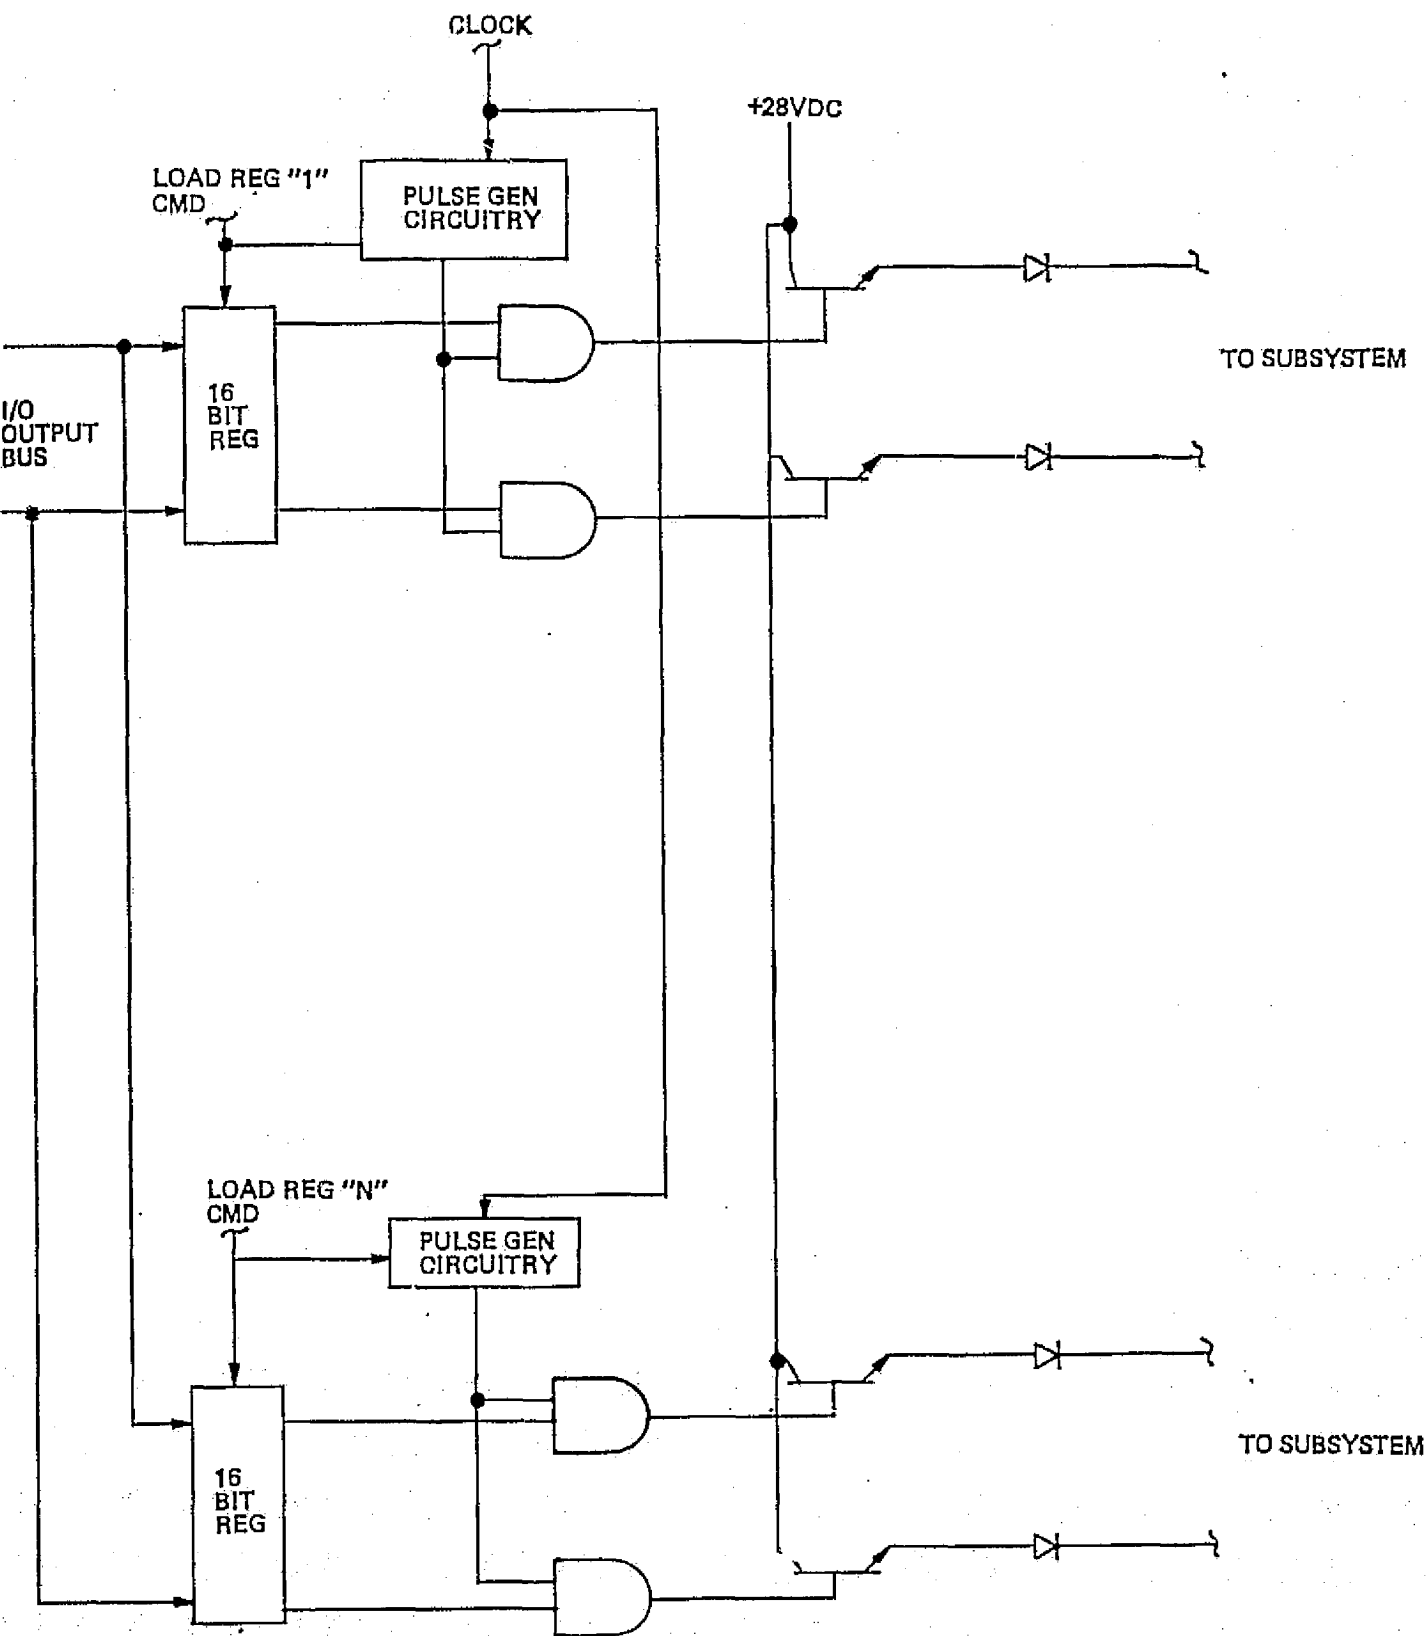 CLOCK
+28VDC
LOAD REG "1"
CMD
PULSE GEN
CIRCUITRY
TO SUBSYSTEM
16
BIT
REG
I/O
OUTPUT
BUS
LOAD REG "N"
CMD
PULSE GEN
CIRCUITRY
TO SUBSYSTEM
16
BIT
REG